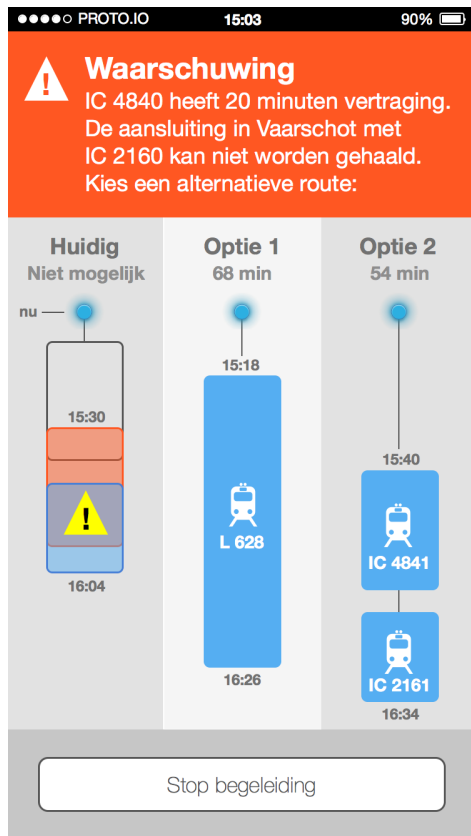 PROTO.IO 15:03 90%
!
Waarschuwing
IC 4840 heeft 20 minuten vertraging.
De aansluiting in Vaarschot met
IC 2160 kan niet worden gehaald.
Kies een alternatieve route:
Huidig
Niet mogelijk
nu
15:30
!
16:04
Optie 1
68 min
15:18
L 628
16:26
Optie 2
54 min
15:40
IC 4841
IC 2161
16:34
Stop begeleiding